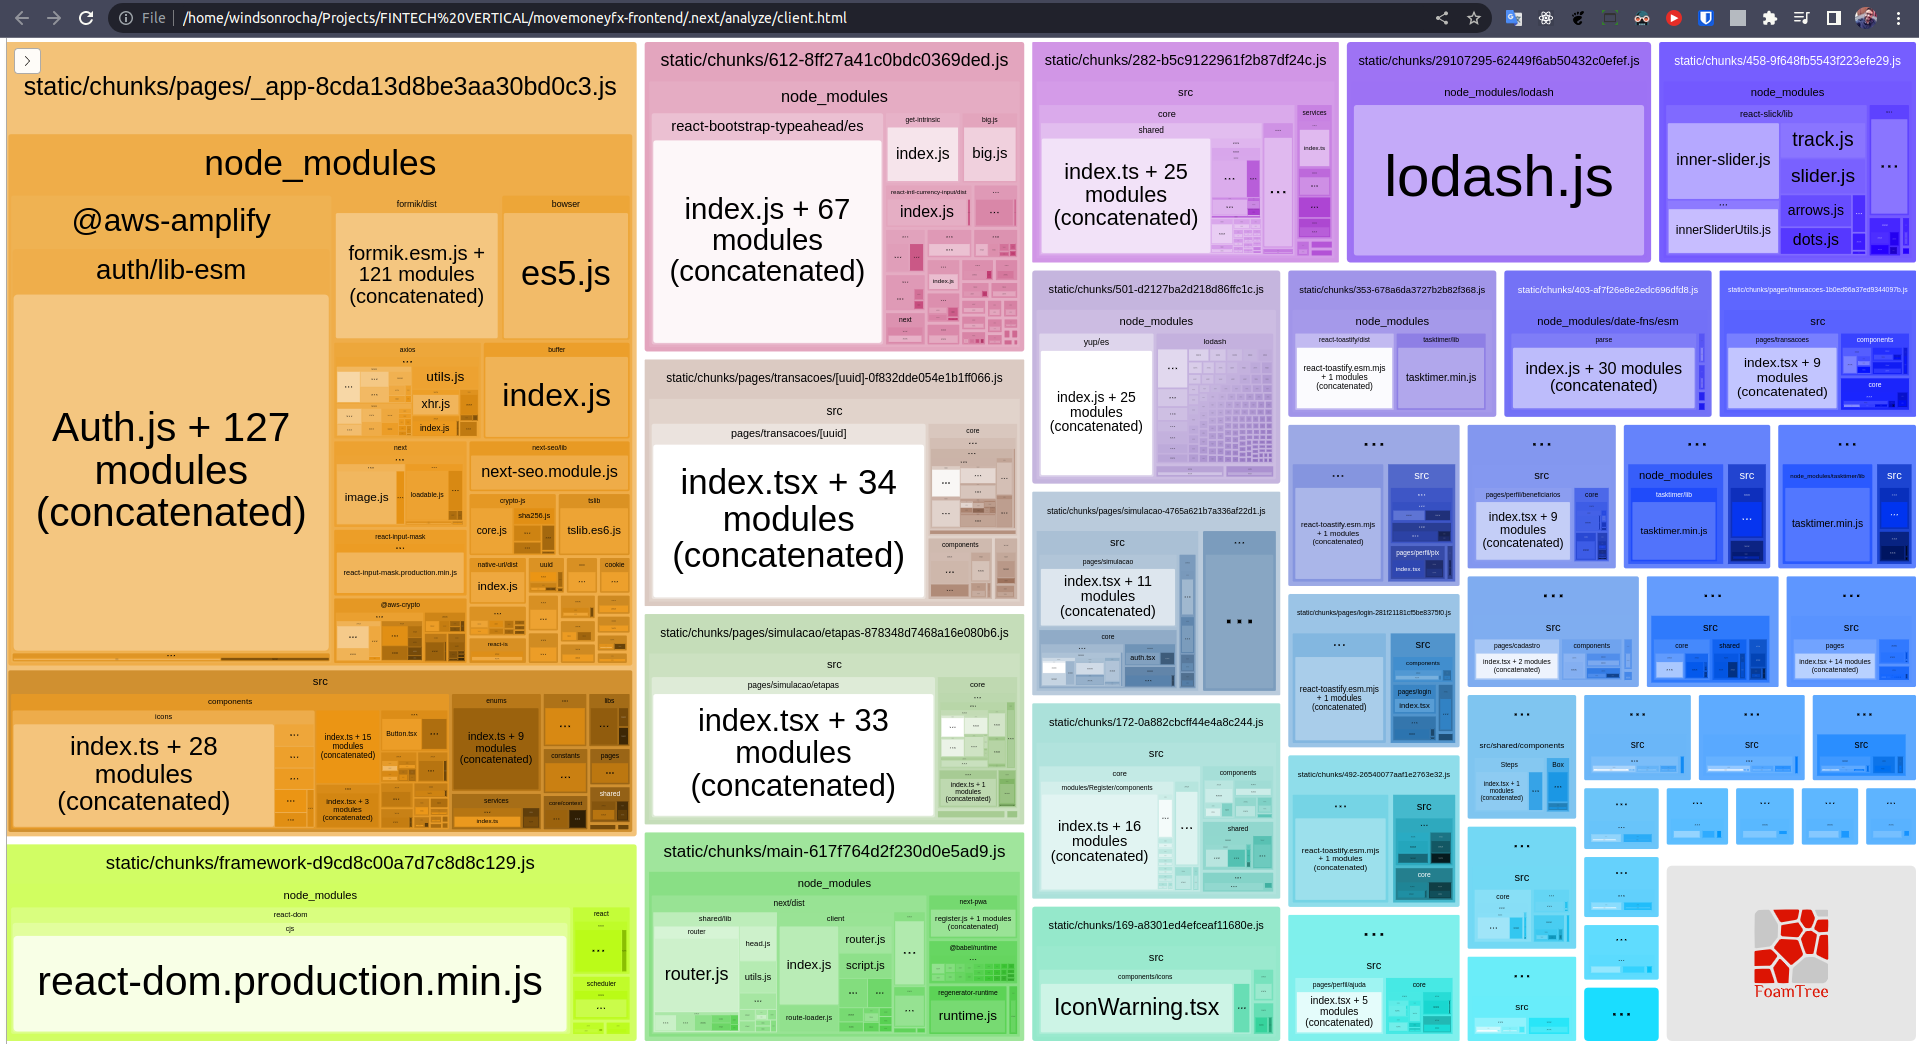 File
/home/windsonrocha/Projects/FINTECH%20VERTICAL/movemoneyfx-frontend/.next/analyze/client.html
static/chunks/pages/_app-8cda13d8be3aa30bd0c3.js
node_modules
@aws-amplify
auth/lib-esm
Auth.js + 127
modules
(concatenated)
formik/dist
formik.esm.js +
121 modules
(concatenated)
bowser
es5.js
axios
utils.js
xhr.js
index.js
buffer
index.js
next
image.js
loadable.js
next-seo/lib
next-seo.module.js
crypto-js
sha256.js
core.js
tslib
tslib.es6.js
react-input-mask
react-input-mask.production.min.js
native-url/dist
index.js
uuid
cookie
@aws-crypto
react-is
src
components
icons
index.ts + 28
modules
(concatenated)
index.ts + 15
modules
(concatenated)
index.tsx + 3
modules
(concatenated)
Button.tsx
enums
index.ts + 9
modules
(concatenated)
services
index.ts
constants
core/context
libs
pages
shared
static/chunks/framework-d9cd8c00a7d7c8d8c129.js
node_modules
react-dom
cjs
react-dom.production.min.js
react
scheduler
static/chunks/612-8ff27a41c0bdc0369ded.js
node_modules
react-bootstrap-typeahead/es
index.js + 67
modules
(concatenated)
get-intrinsic
index.js
big.js
big.js
react-intl-currency-input/dist
index.js
index.js
next
static/chunks/pages/transacoes/[uuid]-0f832dde054e1b1ff066.js
src
pages/transacoes/[uuid]
index.tsx + 34
modules
(concatenated)
core
components
static/chunks/pages/simulacao/etapas-878348d7468a16e080b6.js
src
pages/simulacao/etapas
index.tsx + 33
modules
(concatenated)
core
index.ts + 1
modules
(concatenated)
static/chunks/main-617f764d2f230d0e5ad9.js
node_modules
next/dist
shared/lib
router
router.js
head.js
utils.js
client
index.js
router.js
script.js
route-loader.js
next-pwa
register.js + 1 modules
(concatenated)
@babel/runtime
regenerator-runtime
runtime.js
static/chunks/282-b5c9122961f2b87df24c.js
src
core
shared
index.ts + 25
modules
(concatenated)
services
index.ts
static/chunks/29107295-62449f6ab50432c0efef.js
node_modules/lodash
lodash.js
static/chunks/458-9f648fb5543f223efe29.js
node_modules
react-slick/lib
inner-slider.js
track.js
slider.js
arrows.js
innerSliderUtils.js
dots.js
static/chunks/501-d2127ba2d218d86ffc1c.js
node_modules
yup/es
index.js + 25
modules
(concatenated)
lodash
static/chunks/353-678a6da3727b2b82f368.js
node_modules
react-toastify/dist
react-toastify.esm.mjs
+ 1 modules
(concatenated)
tasktimer/lib
tasktimer.min.js
static/chunks/403-af7f26e8e2edc696dfd8.js
node_modules/date-fns/esm
parse
index.js + 30 modules
(concatenated)
static/chunks/pages/transacoes-1b0ed96a37ed9344097b.js
src
pages/transacoes
index.tsx + 9
modules
(concatenated)
components
core
static/chunks/pages/simulacao-4765a621b7a336af22d1.js
src
pages/simulacao
index.tsx + 11
modules
(concatenated)
core
auth.tsx
src
react-toastify.esm.mjs
+ 1 modules
(concatenated)
pages/perfil/pix
index.tsx
src
pages/perfil/beneficiarios
index.tsx + 9
modules
(concatenated)
core
node_modules
tasktimer/lib
tasktimer.min.js
src
node_modules/tasktimer/lib
tasktimer.min.js
src
static/chunks/pages/login-281f21181cf5be8375f0.js
react-toastify.esm.mjs
+ 1 modules
(concatenated)
src
components
pages/login
index.tsx
src
pages/cadastro
index.tsx + 2 modules
(concatenated)
components
src
core
shared
src
pages
index.tsx + 14 modules
(concatenated)
static/chunks/172-0a882cbcff44e4a8c244.js
src
core
modules/Register/components
index.ts + 16
modules
(concatenated)
components
shared
static/chunks/492-26540077aaf1e2763e32.js
react-toastify.esm.mjs
+ 1 modules
(concatenated)
src
core
src/shared/components
Steps
index.tsx + 1
modules
(concatenated)
Box
src
src
src
src
core
static/chunks/169-a8301ed4efceaf11680e.js
src
components/icons
IconWarning.tsx
src
pages/perfil/ajuda
index.tsx + 5
modules
(concatenated)
core
src
FoamTree